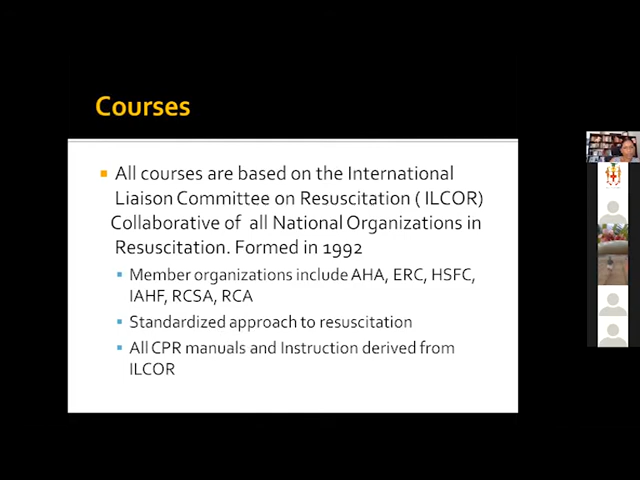 Courses
All courses are based on the International
Liaison Committee on Resuscitation ( ILCOR)
Collaborative of all National Organizations in
Resuscitation. Formed in 1992
Member organizations include AHA, ERC, HSFC,
IAHF, RCSA, RCA
Standardized approach to resuscitation
All CPR manuals and Instruction derived from
ILCOR